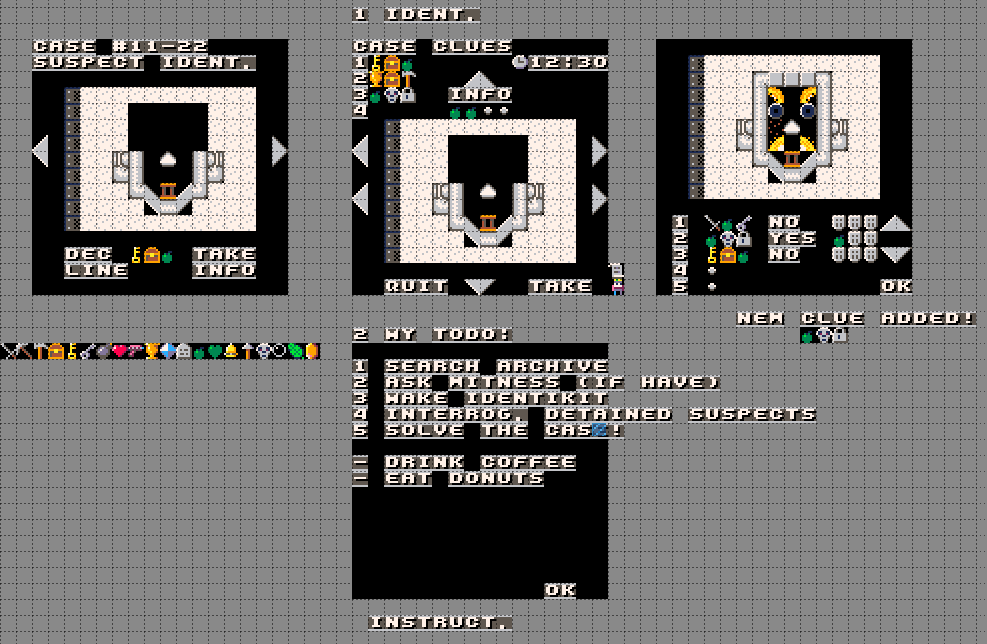 1 IDENT.
CASE #11-22
SUSPECT IDENT.
DEC LINE
TAKE INFO
CASE CLUES
1
2
3
4
12:30
INFO
QUIT
TAKE
1 NO
2 YES
3 NO
4
5
OK
NEW CLUE ADDED!
2 MY TODO:
1 SEARCH ARCHIVE
2 ASK WITNESS (IF HAVE)
3 MAKE IDENTIKIT
4 INTERROG. DETAINED SUSPECTS
5 SOLVE THE CAS !
- DRINK COFFEE
- EAT DONUTS
OK
INSTRUCT.